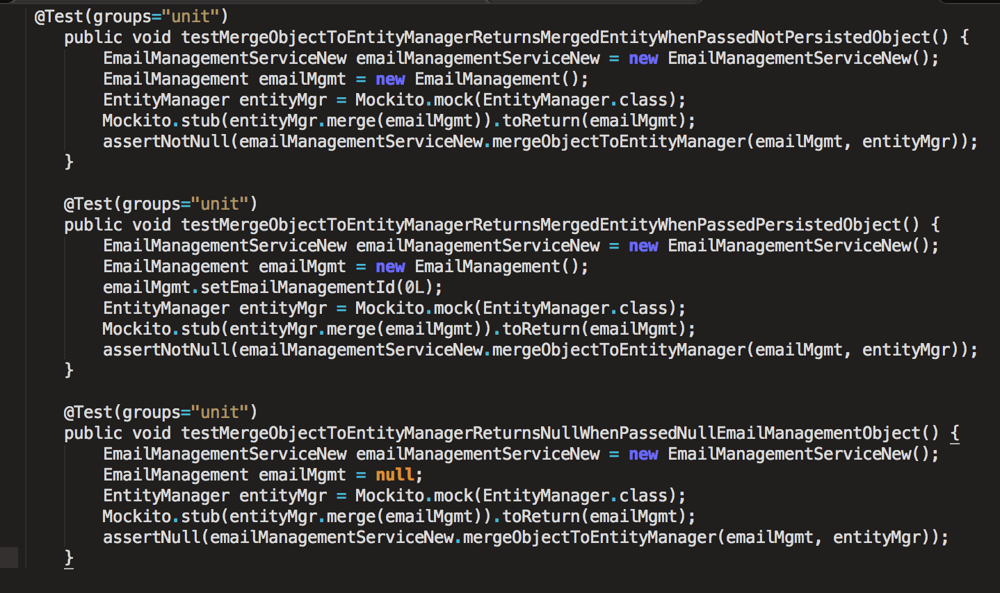 @Test(groups="unit")
public void testMergeObjectToEntityManagerReturnsMergedEntityWhenPassedNotPersistedObject() {
EmailManagementServiceNew emailManagementServiceNew = new EmailManagementServiceNew();
EmailManagement emailMgmt = new EmailManagement();
EntityManager entityMgr = Mockito.mock(EntityManager.class);
Mockito.stub(entityMgr.merge(emailMgmt)).toReturn(emailMgmt);
assertNotNull(emailManagementServiceNew.mergeObjectToEntityManager(emailMgmt, entityMgr));
}
@Test(groups="unit")
public void testMergeObjectToEntityManagerReturnsMergedEntityWhenPassedPersistedObject() {
EmailManagementServiceNew emailManagementServiceNew = new EmailManagementServiceNew();
EmailManagement emailMgmt = new EmailManagement();
emailMgmt.setEmailManagementId(0L);
EntityManager entityMgr = Mockito.mock(EntityManager.class);
Mockito.stub(entityMgr.merge(emailMgmt)).toReturn(emailMgmt);
assertNotNull(emailManagementServiceNew.mergeObjectToEntityManager(emailMgmt, entityMgr));
}
@Test(groups="unit")
public void testMergeObjectToEntityManagerReturnsNullWhenPassedNullEmailManagementObject() {
EmailManagementServiceNew emailManagementServiceNew = new EmailManagementServiceNew();
EmailManagement emailMgmt = null;
EntityManager entityMgr = Mockito.mock(EntityManager.class);
Mockito.stub(entityMgr.merge(emailMgmt)).toReturn(emailMgmt);
assertNull(emailManagementServiceNew.mergeObjectToEntityManager(emailMgmt, entityMgr));
}